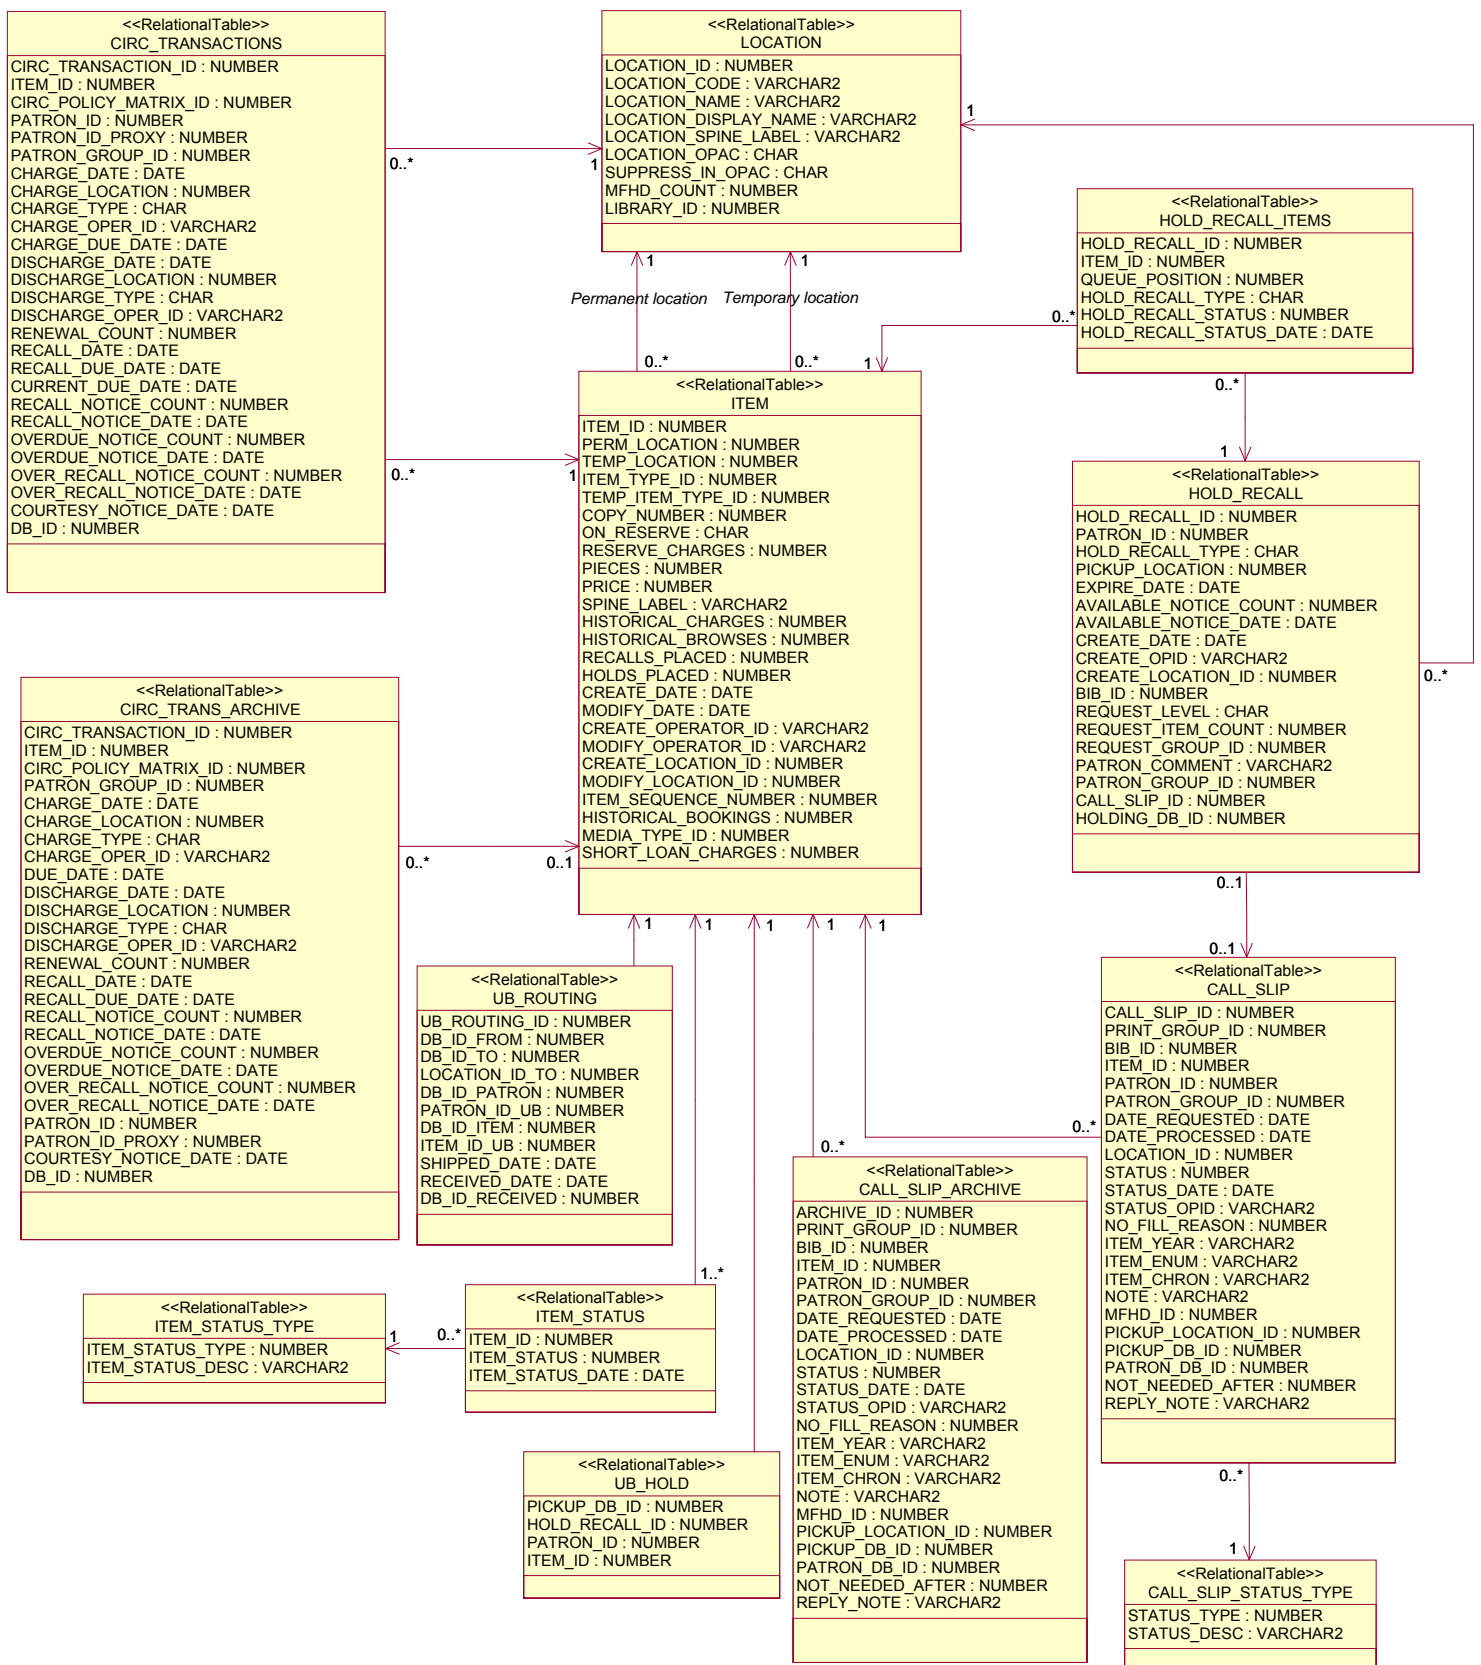 <<RelationalTable>>
CIRC_TRANSACTIONS
CIRC_TRANSACTION_ID : NUMBER
ITEM_ID : NUMBER
CIRC_POLICY_MATRIX_ID : NUMBER
PATRON_ID : NUMBER
PATRON_ID_PROXY : NUMBER
PATRON_GROUP_ID : NUMBER
CHARGE_DATE : DATE
CHARGE_LOCATION : NUMBER
CHARGE_TYPE : CHAR
CHARGE_OPER_ID : VARCHAR2
CHARGE_DUE_DATE : DATE
DISCHARGE_DATE : DATE
DISCHARGE_LOCATION : NUMBER
DISCHARGE_TYPE : CHAR
DISCHARGE_OPER_ID : VARCHAR2
RENEWAL_COUNT : NUMBER
RECALL_DATE : DATE
RECALL_DUE_DATE : DATE
CURRENT_DUE_DATE : DATE
RECALL_NOTICE_COUNT : NUMBER
RECALL_NOTICE_DATE : DATE
OVERDUE_NOTICE_COUNT : NUMBER
OVERDUE_NOTICE_DATE : DATE
OVER_RECALL_NOTICE_COUNT : NUMBER
OVER_RECALL_NOTICE_DATE : DATE
COURTESY_NOTICE_DATE : DATE
DB_ID : NUMBER
0..*
1
0..*
1
<<RelationalTable>>
LOCATION
LOCATION_ID : NUMBER
LOCATION_CODE : VARCHAR2
LOCATION_NAME : VARCHAR2
LOCATION_DISPLAY_NAME : VARCHAR2
LOCATION_SPINE_LABEL : VARCHAR2
LOCATION_OPAC : CHAR
SUPPRESS_IN_OPAC : CHAR
MFHD_COUNT : NUMBER
LIBRARY_ID : NUMBER
1
1
1
Permanent location
Temporary location
0..*
0..*
<<RelationalTable>>
HOLD_RECALL_ITEMS
HOLD_RECALL_ID : NUMBER
ITEM_ID : NUMBER
QUEUE_POSITION : NUMBER
HOLD_RECALL_TYPE : CHAR
HOLD_RECALL_STATUS : NUMBER
HOLD_RECALL_STATUS_DATE : DATE
0..*
1
0..*
1
<<RelationalTable>>
ITEM
ITEM_ID : NUMBER
PERM_LOCATION : NUMBER
TEMP_LOCATION : NUMBER
ITEM_TYPE_ID : NUMBER
TEMP_ITEM_TYPE_ID : NUMBER
COPY_NUMBER : NUMBER
ON_RESERVE : CHAR
RESERVE_CHARGES : NUMBER
PIECES : NUMBER
PRICE : NUMBER
SPINE_LABEL : VARCHAR2
HISTORICAL_CHARGES : NUMBER
HISTORICAL_BROWSES : NUMBER
RECALLS_PLACED : NUMBER
HOLDS_PLACED : NUMBER
CREATE_DATE : DATE
MODIFY_DATE : DATE
CREATE_OPERATOR_ID : VARCHAR2
MODIFY_OPERATOR_ID : VARCHAR2
CREATE_LOCATION_ID : NUMBER
MODIFY_LOCATION_ID : NUMBER
ITEM_SEQUENCE_NUMBER : NUMBER
HISTORICAL_BOOKINGS : NUMBER
MEDIA_TYPE_ID : NUMBER
SHORT_LOAN_CHARGES : NUMBER
<<RelationalTable>>
HOLD_RECALL
HOLD_RECALL_ID : NUMBER
PATRON_ID : NUMBER
HOLD_RECALL_TYPE : CHAR
PICKUP_LOCATION : NUMBER
EXPIRE_DATE : DATE
AVAILABLE_NOTICE_COUNT : NUMBER
AVAILABLE_NOTICE_DATE : DATE
CREATE_DATE : DATE
CREATE_OPID : VARCHAR2
CREATE_LOCATION_ID : NUMBER
BIB_ID : NUMBER
REQUEST_LEVEL : CHAR
REQUEST_ITEM_COUNT : NUMBER
REQUEST_GROUP_ID : NUMBER
PATRON_COMMENT : VARCHAR2
PATRON_GROUP_ID : NUMBER
CALL_SLIP_ID : NUMBER
HOLDING_DB_ID : NUMBER
0..*
0..1
0..1
<<RelationalTable>>
CIRC_TRANS_ARCHIVE
CIRC_TRANSACTION_ID : NUMBER
ITEM_ID : NUMBER
CIRC_POLICY_MATRIX_ID : NUMBER
PATRON_GROUP_ID : NUMBER
CHARGE_DATE : DATE
CHARGE_LOCATION : NUMBER
CHARGE_TYPE : CHAR
CHARGE_OPER_ID : VARCHAR2
DUE_DATE : DATE
DISCHARGE_DATE : DATE
DISCHARGE_LOCATION : NUMBER
DISCHARGE_TYPE : CHAR
DISCHARGE_OPER_ID : VARCHAR2
RENEWAL_COUNT : NUMBER
RECALL_DATE : DATE
RECALL_DUE_DATE : DATE
RECALL_NOTICE_COUNT : NUMBER
RECALL_NOTICE_DATE : DATE
OVERDUE_NOTICE_COUNT : NUMBER
OVERDUE_NOTICE_DATE : DATE
OVER_RECALL_NOTICE_COUNT : NUMBER
OVER_RECALL_NOTICE_DATE : DATE
PATRON_ID : NUMBER
PATRON_ID_PROXY : NUMBER
COURTESY_NOTICE_DATE : DATE
DB_ID : NUMBER
0..*
0..1
1
1
1
1
1
<<RelationalTable>>
UB_ROUTING
UB_ROUTING_ID : NUMBER
DB_ID_FROM : NUMBER
DB_ID_TO : NUMBER
LOCATION_ID_TO : NUMBER
DB_ID_PATRON : NUMBER
PATRON_ID_UB : NUMBER
DB_ID_ITEM : NUMBER
ITEM_ID_UB : NUMBER
SHIPPED_DATE : DATE
RECEIVED_DATE : DATE
DB_ID_RECEIVED : NUMBER
<<RelationalTable>>
CALL_SLIP
CALL_SLIP_ID : NUMBER
PRINT_GROUP_ID : NUMBER
BIB_ID : NUMBER
ITEM_ID : NUMBER
PATRON_ID : NUMBER
PATRON_GROUP_ID : NUMBER
DATE_REQUESTED : DATE
DATE_PROCESSED : DATE
LOCATION_ID : NUMBER
STATUS : NUMBER
STATUS_DATE : DATE
STATUS_OPID : VARCHAR2
NO_FILL_REASON : NUMBER
ITEM_YEAR : VARCHAR2
ITEM_ENUM : VARCHAR2
ITEM_CHRON : VARCHAR2
NOTE : VARCHAR2
MFHD_ID : NUMBER
PICKUP_LOCATION_ID : NUMBER
PICKUP_DB_ID : NUMBER
PATRON_DB_ID : NUMBER
NOT_NEEDED_AFTER : NUMBER
REPLY_NOTE : VARCHAR2
0..*
0..*
1
0..*
<<RelationalTable>>
CALL_SLIP_ARCHIVE
ARCHIVE_ID : NUMBER
PRINT_GROUP_ID : NUMBER
BIB_ID : NUMBER
ITEM_ID : NUMBER
PATRON_ID : NUMBER
PATRON_GROUP_ID : NUMBER
DATE_REQUESTED : DATE
DATE_PROCESSED : DATE
LOCATION_ID : NUMBER
STATUS : NUMBER
STATUS_DATE : DATE
STATUS_OPID : VARCHAR2
NO_FILL_REASON : NUMBER
ITEM_YEAR : VARCHAR2
ITEM_ENUM : VARCHAR2
ITEM_CHRON : VARCHAR2
NOTE : VARCHAR2
MFHD_ID : NUMBER
PICKUP_LOCATION_ID : NUMBER
PICKUP_DB_ID : NUMBER
PATRON_DB_ID : NUMBER
NOT_NEEDED_AFTER : NUMBER
REPLY_NOTE : VARCHAR2
<<RelationalTable>>
ITEM_STATUS_TYPE
ITEM_STATUS_TYPE : NUMBER
ITEM_STATUS_DESC : VARCHAR2
1
0..*
1..*
<<RelationalTable>>
ITEM_STATUS
ITEM_ID : NUMBER
ITEM_STATUS : NUMBER
ITEM_STATUS_DATE : DATE
<<RelationalTable>>
UB_HOLD
PICKUP_DB_ID : NUMBER
HOLD_RECALL_ID : NUMBER
PATRON_ID : NUMBER
ITEM_ID : NUMBER
<<RelationalTable>>
CALL_SLIP_STATUS_TYPE
STATUS_TYPE : NUMBER
STATUS_DESC : VARCHAR2